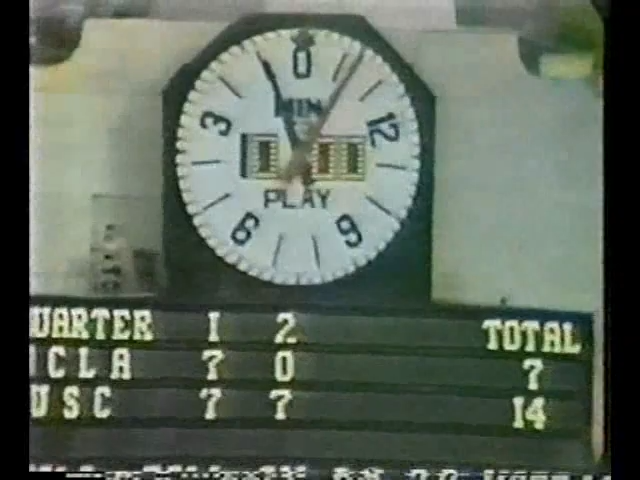 0
MIN
3 12
PLAY
6 9
UARTER 1 2 TOTAL
CLA 7 0 7
USC 7 7 14